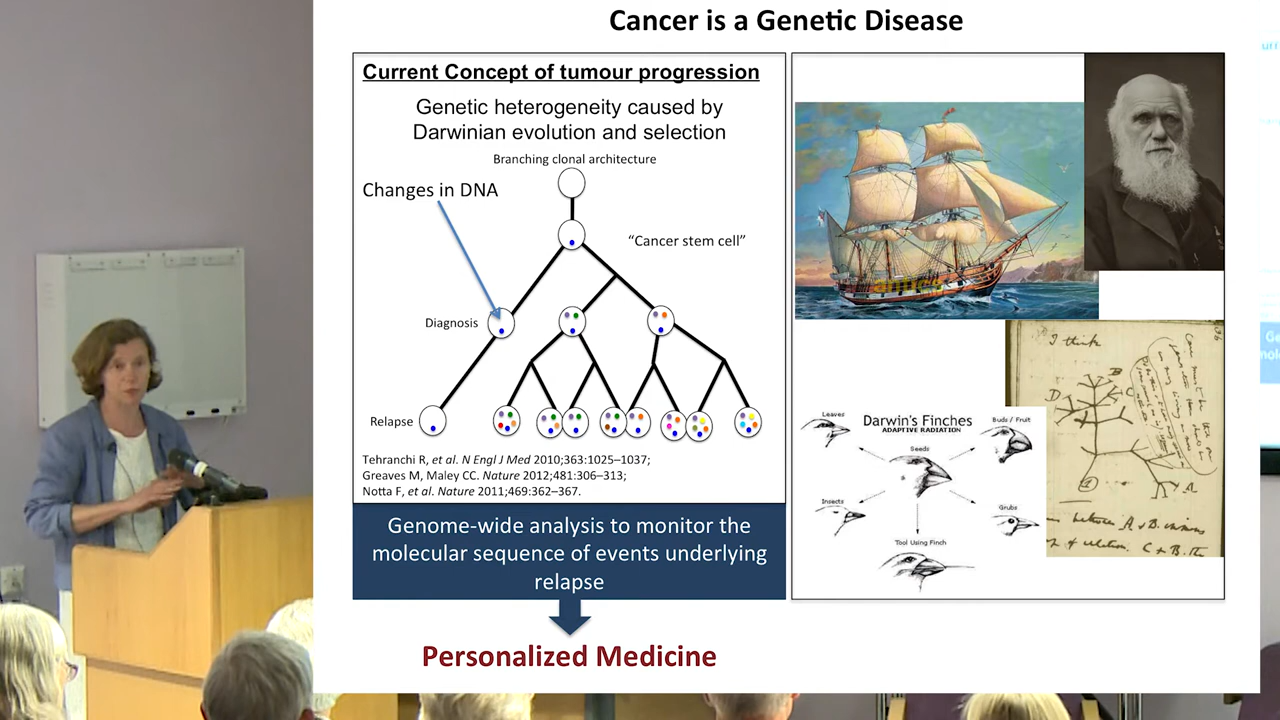 Cancer is a Genetic Disease
Current Concept of tumour progression
Genetic heterogeneity caused by
Darwinian evolution and selection
Branching clonal architecture
Changes in DNA
"Cancer stem cell"
Diagnosis
Relapse
Tehranchi R, et al. N Engl J Med 2010;363:1025–1037;
Greaves M, Maley CC. Nature 2012;481:306–313;
Notta F, et al. Nature 2011;469:362–367.
Genome-wide analysis to monitor the
molecular sequence of events underlying
relapse
Personalized Medicine
I think
B
D
A
Darwin's Finches
ADAPTIVE RADIATION
Leaves
Buds / Fruit
Seeds
Insects
Grubs
Tool Using Finch
between A & B.
of relation. C & B. The